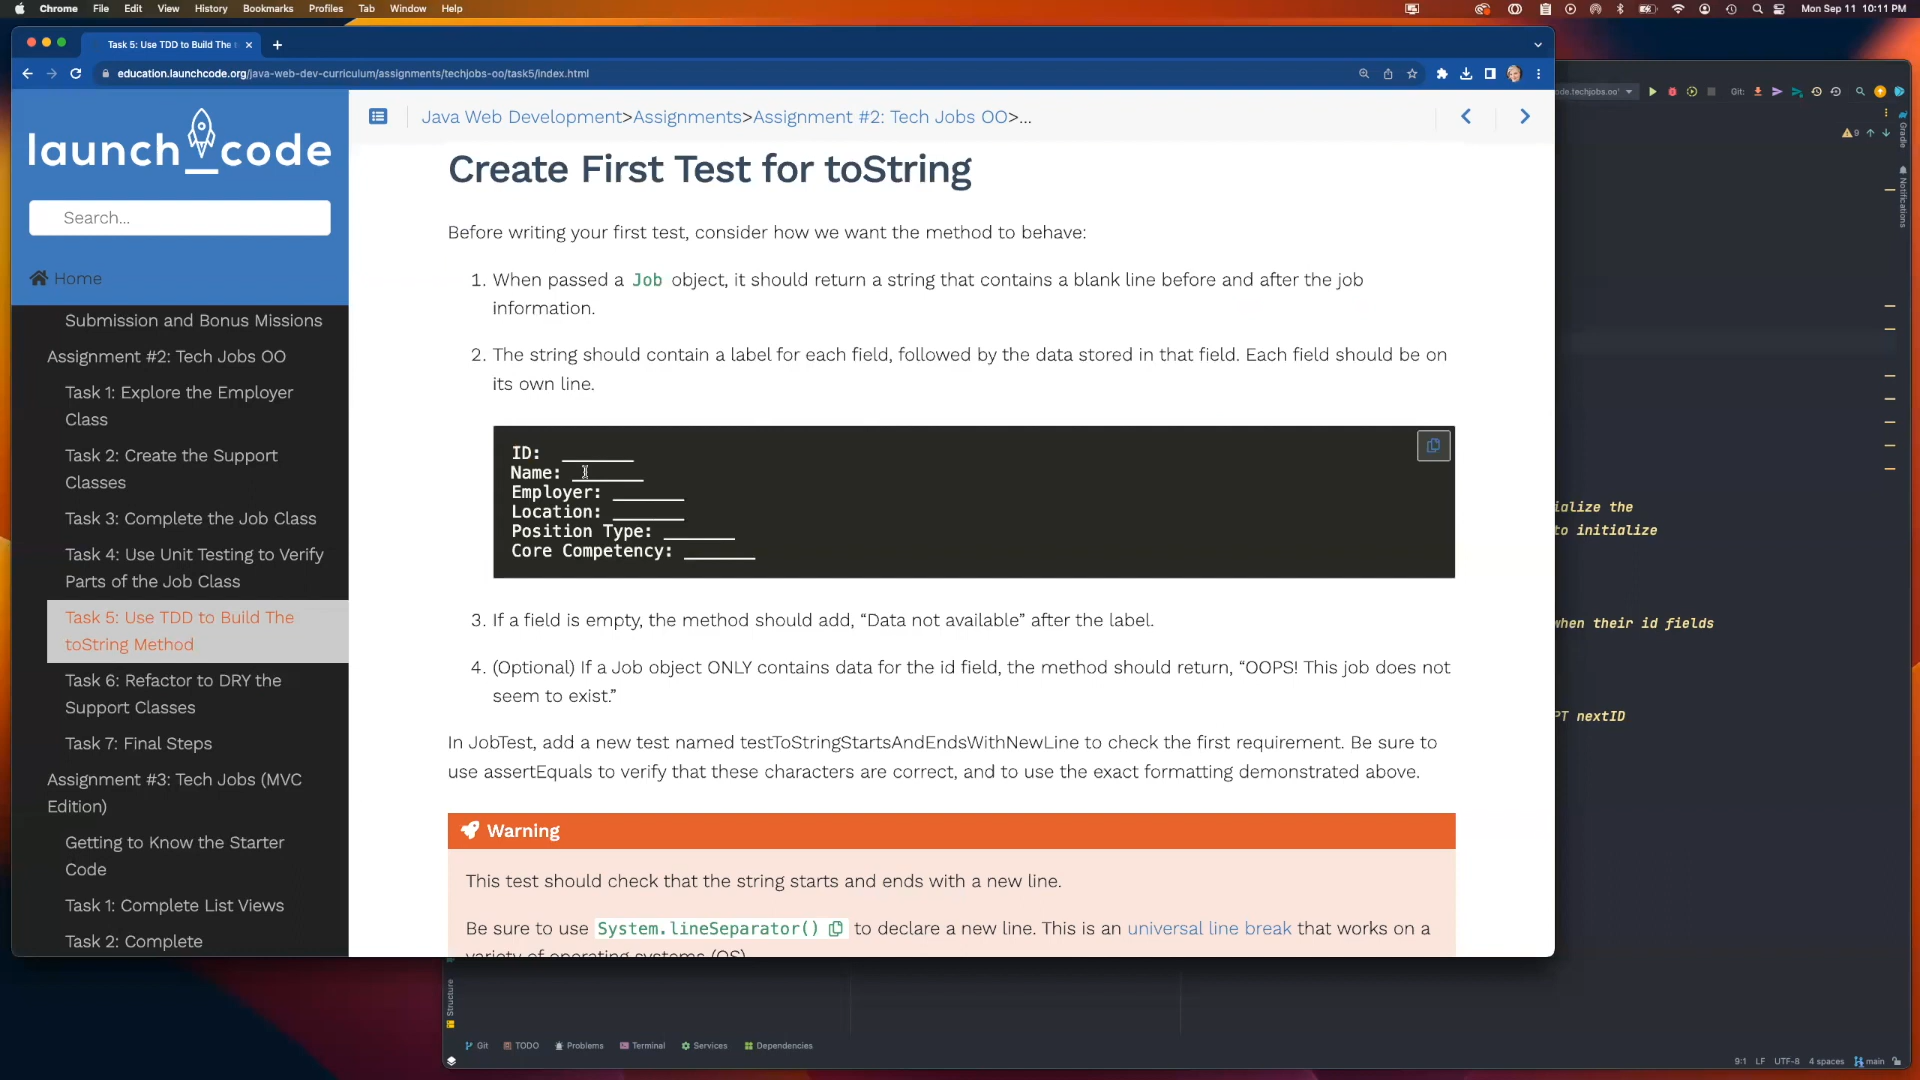 Chrome File Edit View History Bookmarks Profiles Tab Window Help
Mon Sep 11 10:11 PM
Task 5: Use TDD to Build The
education.launchcode.org/java-web-dev-curriculum/assignments/techjobs-oo/task5/index.html
launch_code
Search...
Home
Submission and Bonus Missions
Assignment #2: Tech Jobs OO
Task 1: Explore the Employer
Class
Task 2: Create the Support
Classes
Task 3: Complete the Job Class
Task 4: Use Unit Testing to Verify
Parts of the Job Class
Task 5: Use TDD to Build The
toString Method
Task 6: Refactor to DRY the
Support Classes
Task 7: Final Steps
Assignment #3: Tech Jobs (MVC
Edition)
Getting to Know the Starter
Code
Task 1: Complete List Views
Task 2: Complete
Java Web Development>Assignments>Assignment #2: Tech Jobs OO>...
Create First Test for toString
Before writing your first test, consider how we want the method to behave:
1. When passed a Job object, it should return a string that contains a blank line before and after the job
information.
2. The string should contain a label for each field, followed by the data stored in that field. Each field should be on
its own line.
ID: _______
Name: _______
Employer: _______
Location: _______
Position Type: _______
Core Competency: _______
3. If a field is empty, the method should add, “Data not available” after the label.
4. (Optional) If a Job object ONLY contains data for the id field, the method should return, “OOPS! This job does not
seem to exist.”
In JobTest, add a new test named testToStringStartsAndEndsWithNewLine to check the first requirement. Be sure to
use assertEquals to verify that these characters are correct, and to use the exact formatting demonstrated above.
Warning
This test should check that the string starts and ends with a new line.
Be sure to use System.lineSeparator() to declare a new line. This is an universal line break that works on a
variety of operating systems (OS)
ode.techjobs.oo'
Git:
9
Gradle
Notifications
ialize the
to initialize
when their id fields
PT nextID
Structure
Git TODO Problems Terminal Services Dependencies
9:1 LF UTF-8 4 spaces main